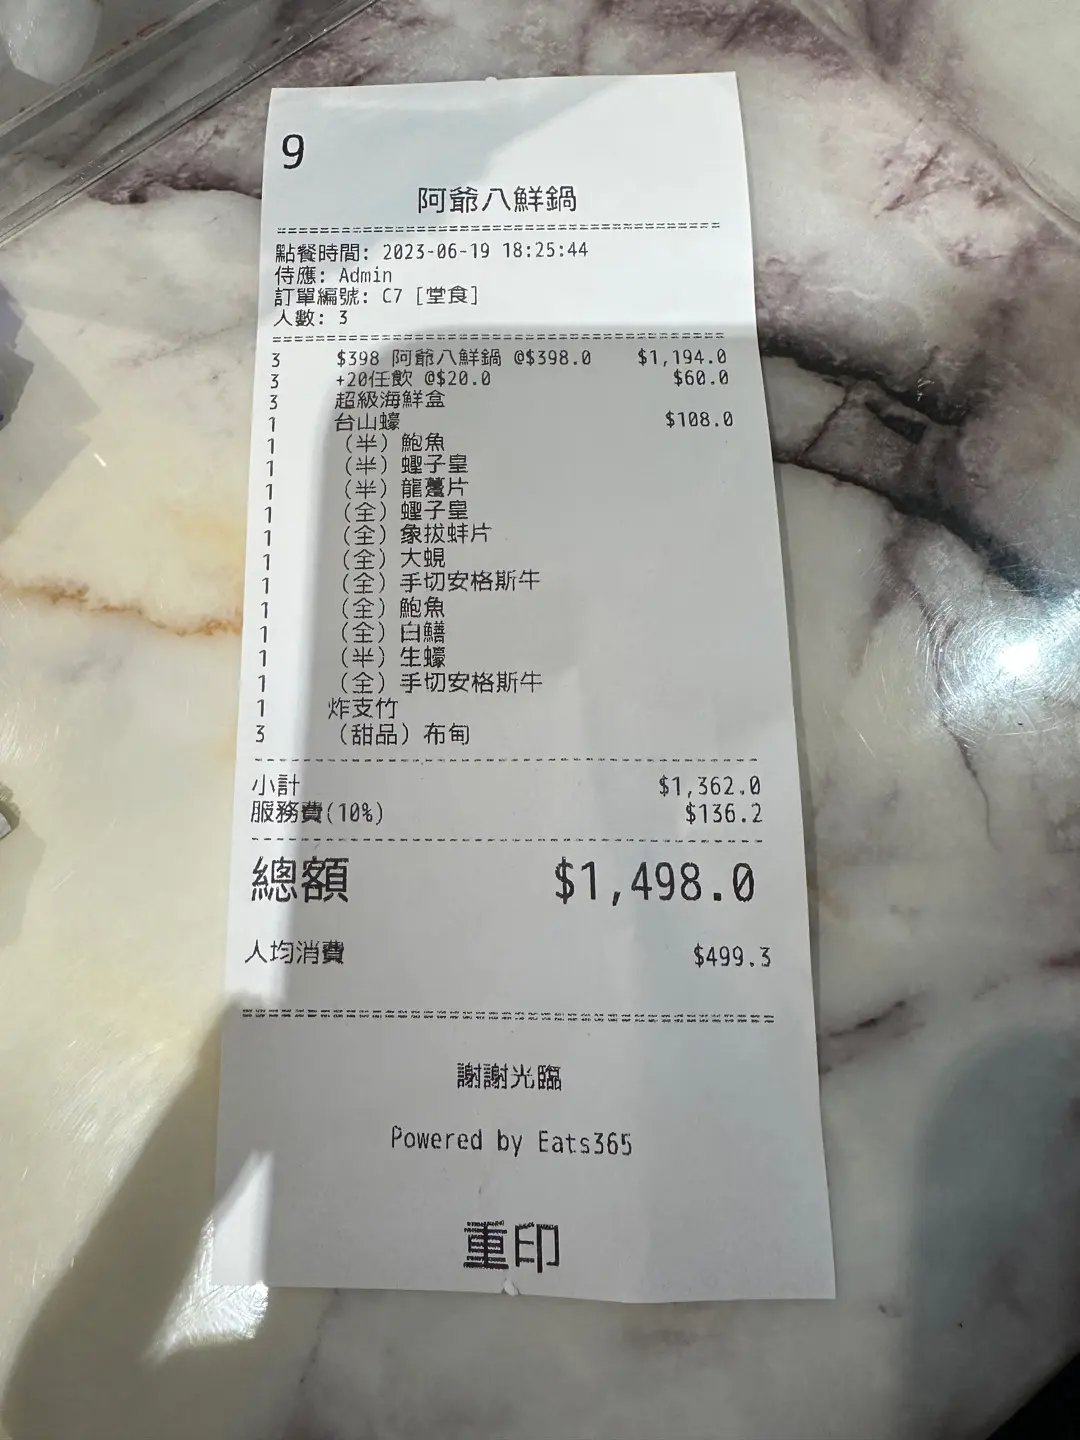 9
阿爺八鮮鍋
點餐時間: 2023-06-19 18:25:44
侍應: Admin
訂單編號: C7 [堂食]
人數: 3
3 $398 阿爺八鮮鍋 @$398.0 $1,194.0
3 +20任飲 @$20.0 $60.0
3 超級海鮮盒
1 台山蠔 $108.0
1 (半) 鮑魚
1 (半) 蟶子皇
1 (半) 龍躉片
1 (全) 蟶子皇
1 (全) 象拔蚌片
1 (全) 大蜆
1 (全) 手切安格斯牛
1 (全) 鮑魚
1 (全) 白鱔
1 (半) 生蠔
1 (全) 手切安格斯牛
1 炸支竹
3 (甜品) 布甸
小計 $1,362.0
服務費(10%) $136.2
總額 $1,498.0
人均消費 $499.3
謝謝光臨
Powered by Eats365
重印